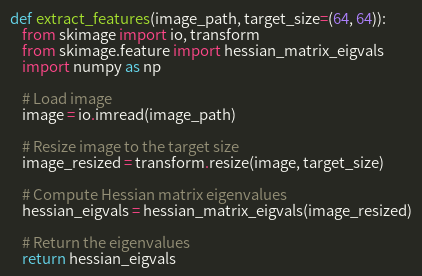 def extract_features(image_path, target_size=(64, 64)):
from skimage import io, transform
from skimage.feature import hessian_matrix_eigvals
import numpy as np
# Load image
image = io.imread(image_path)
# Resize image to the target size
image_resized = transform.resize(image, target_size)
# Compute Hessian matrix eigenvalues
hessian_eigvals = hessian_matrix_eigvals(image_resized)
# Return the eigenvalues
return hessian_eigvals